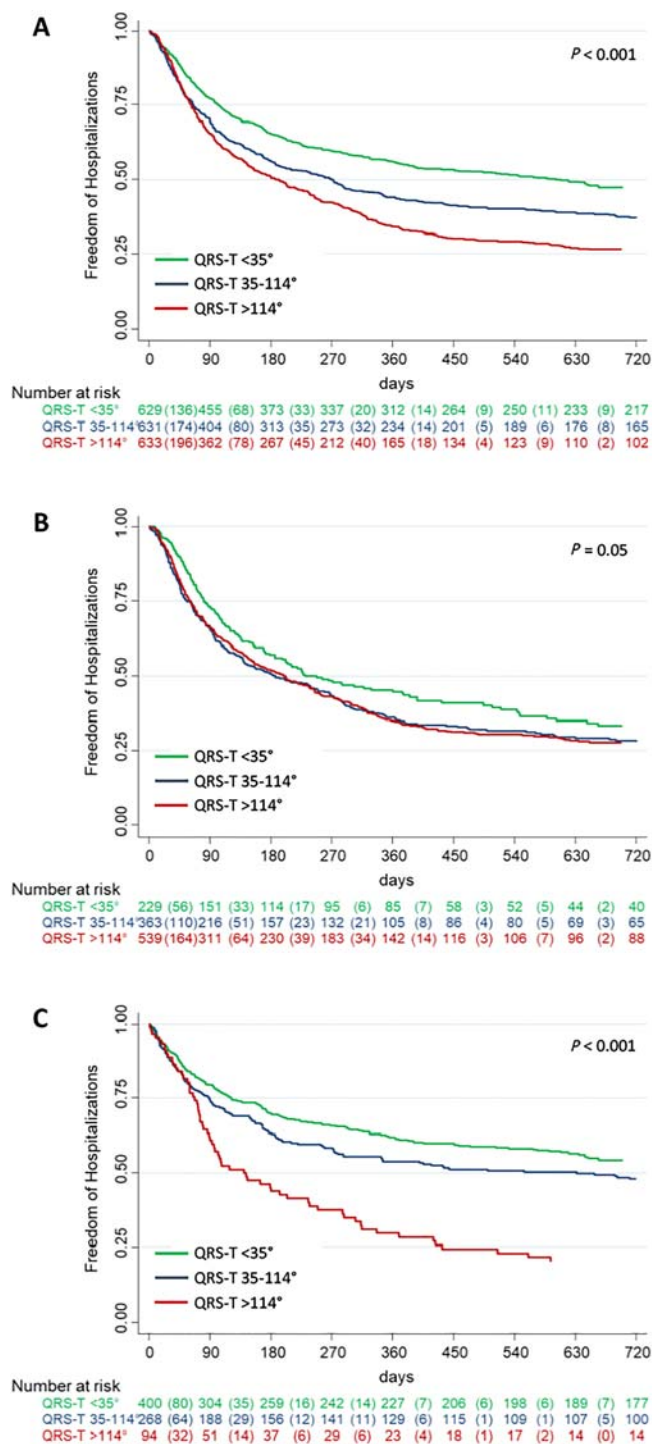 A
1.00
P < 0.001
0.75
Freedom of Hospitalizations
0.50
0.25
QRS-T <35°
QRS-T 35-114°
QRS-T >114°
0.00
0 90 180 270 360 450 540 630 720
days
Number at risk
QRS-T <35° 629 (136) 455 (68) 373 (33) 337 (20) 312 (14) 264 (9) 250 (11) 233 (9) 217
QRS-T 35-114° 631 (174) 404 (80) 313 (35) 273 (32) 234 (14) 201 (5) 189 (6) 176 (8) 165
QRS-T >114° 633 (196) 362 (78) 267 (45) 212 (40) 165 (18) 134 (4) 123 (9) 110 (2) 102
B
1.00
P = 0.05
0.75
Freedom of Hospitalizations
0.50
0.25
QRS-T <35°
QRS-T 35-114°
QRS-T >114°
0.00
0 90 180 270 360 450 540 630 720
days
Number at risk
QRS-T <35° 229 (56) 151 (33) 114 (17) 95 (6) 85 (7) 58 (3) 52 (5) 44 (2) 40
QRS-T 35-114° 363 (110) 216 (51) 157 (23) 132 (21) 105 (8) 86 (4) 80 (5) 69 (3) 65
QRS-T >114° 539 (164) 311 (64) 230 (39) 183 (34) 142 (14) 116 (3) 106 (7) 96 (2) 88
C
1.00
P < 0.001
0.75
Freedom of Hospitalizations
0.50
0.25
QRS-T <35°
QRS-T 35-114°
QRS-T >114°
0.00
0 90 180 270 360 450 540 630 720
days
Number at risk
QRS-T <35° 400 (80) 304 (35) 259 (16) 242 (14) 227 (7) 206 (6) 198 (6) 189 (7) 177
QRS-T 35-114° 268 (64) 188 (29) 156 (12) 141 (11) 129 (6) 115 (1) 109 (1) 107 (5) 100
QRS-T >114° 94 (32) 51 (14) 37 (6) 29 (6) 23 (4) 18 (1) 17 (2) 14 (0) 14